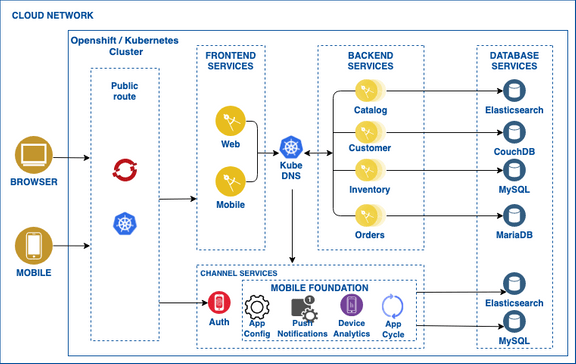 CLOUD NETWORK
Openshift / Kubernetes
Cluster
Public
route
FRONTEND
SERVICES
Web
Mobile
Kube
DNS
BACKEND
SERVICES
Catalog
Customer
Inventory
Orders
DATABASE
SERVICES
Elasticsearch
CouchDB
MySQL
MariaDB
BROWSER
MOBILE
CHANNEL SERVICES
Auth
MOBILE FOUNDATION
App
Config
1
Push
Notifications
Device
Analytics
App
Cycle
Elasticsearch
MySQL